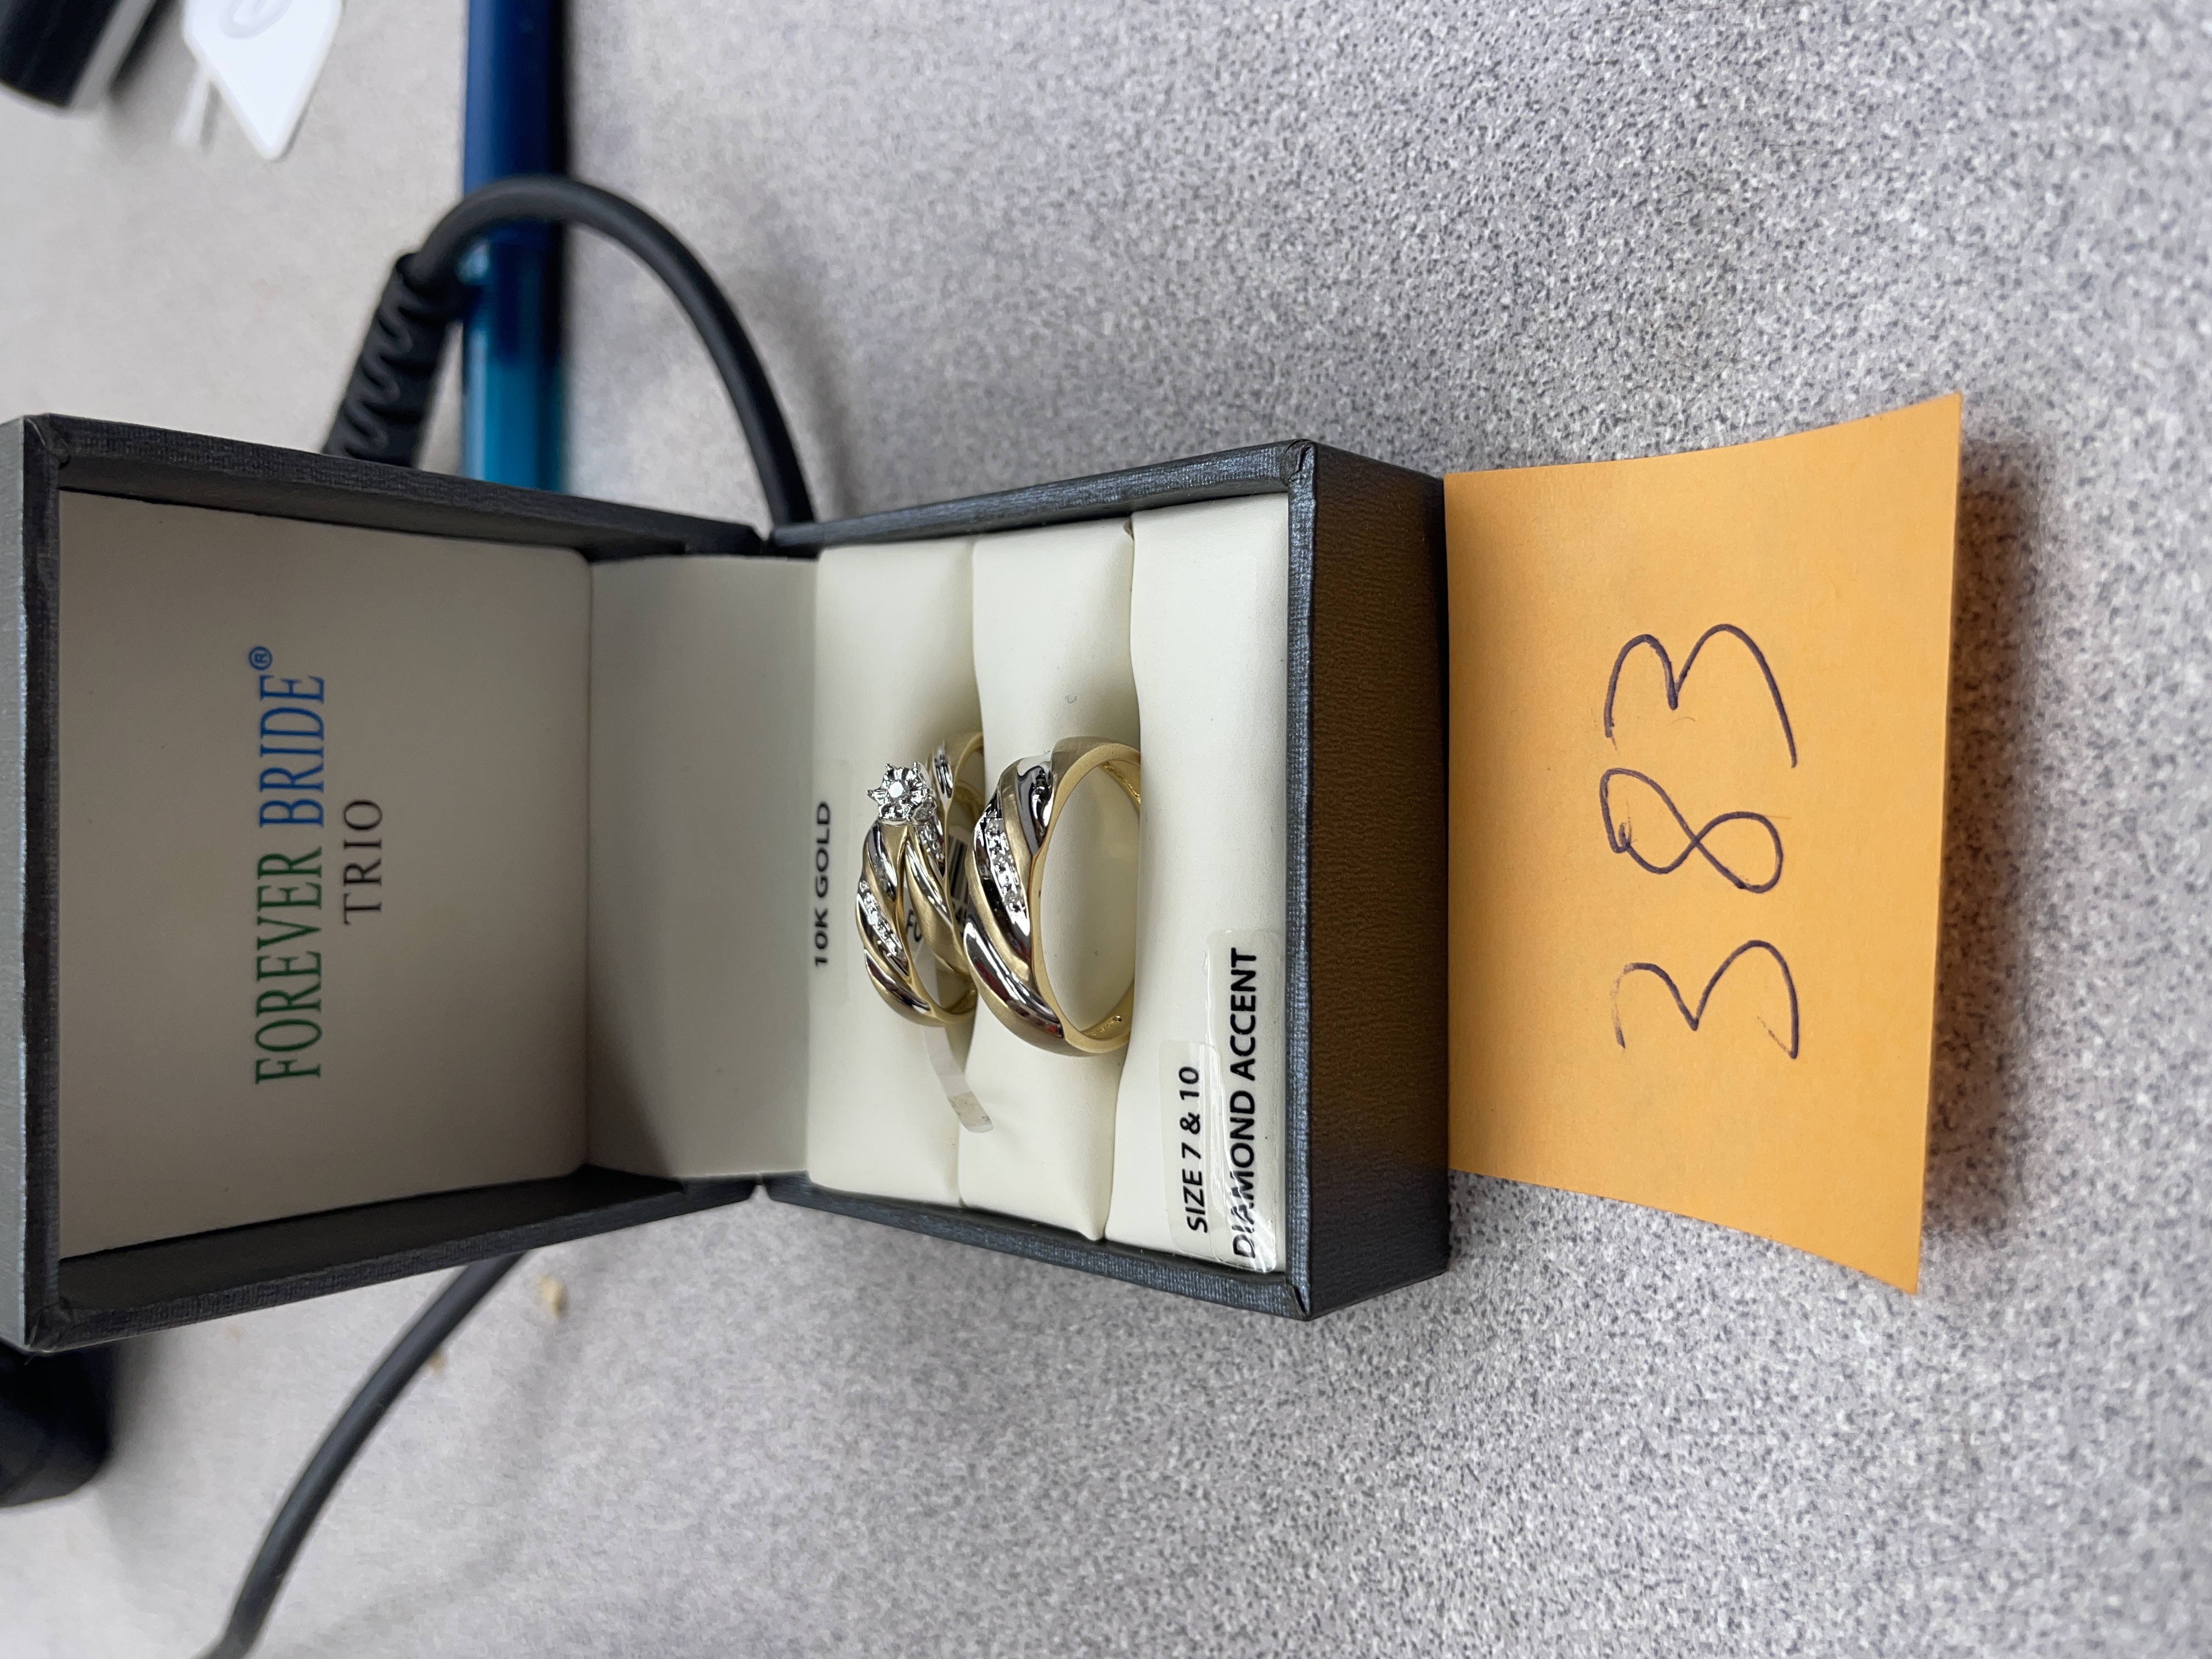 FOREVER BRIDE®
TRIO
10K GOLD
SIZE 7 & 10
DIAMOND ACCENT
383